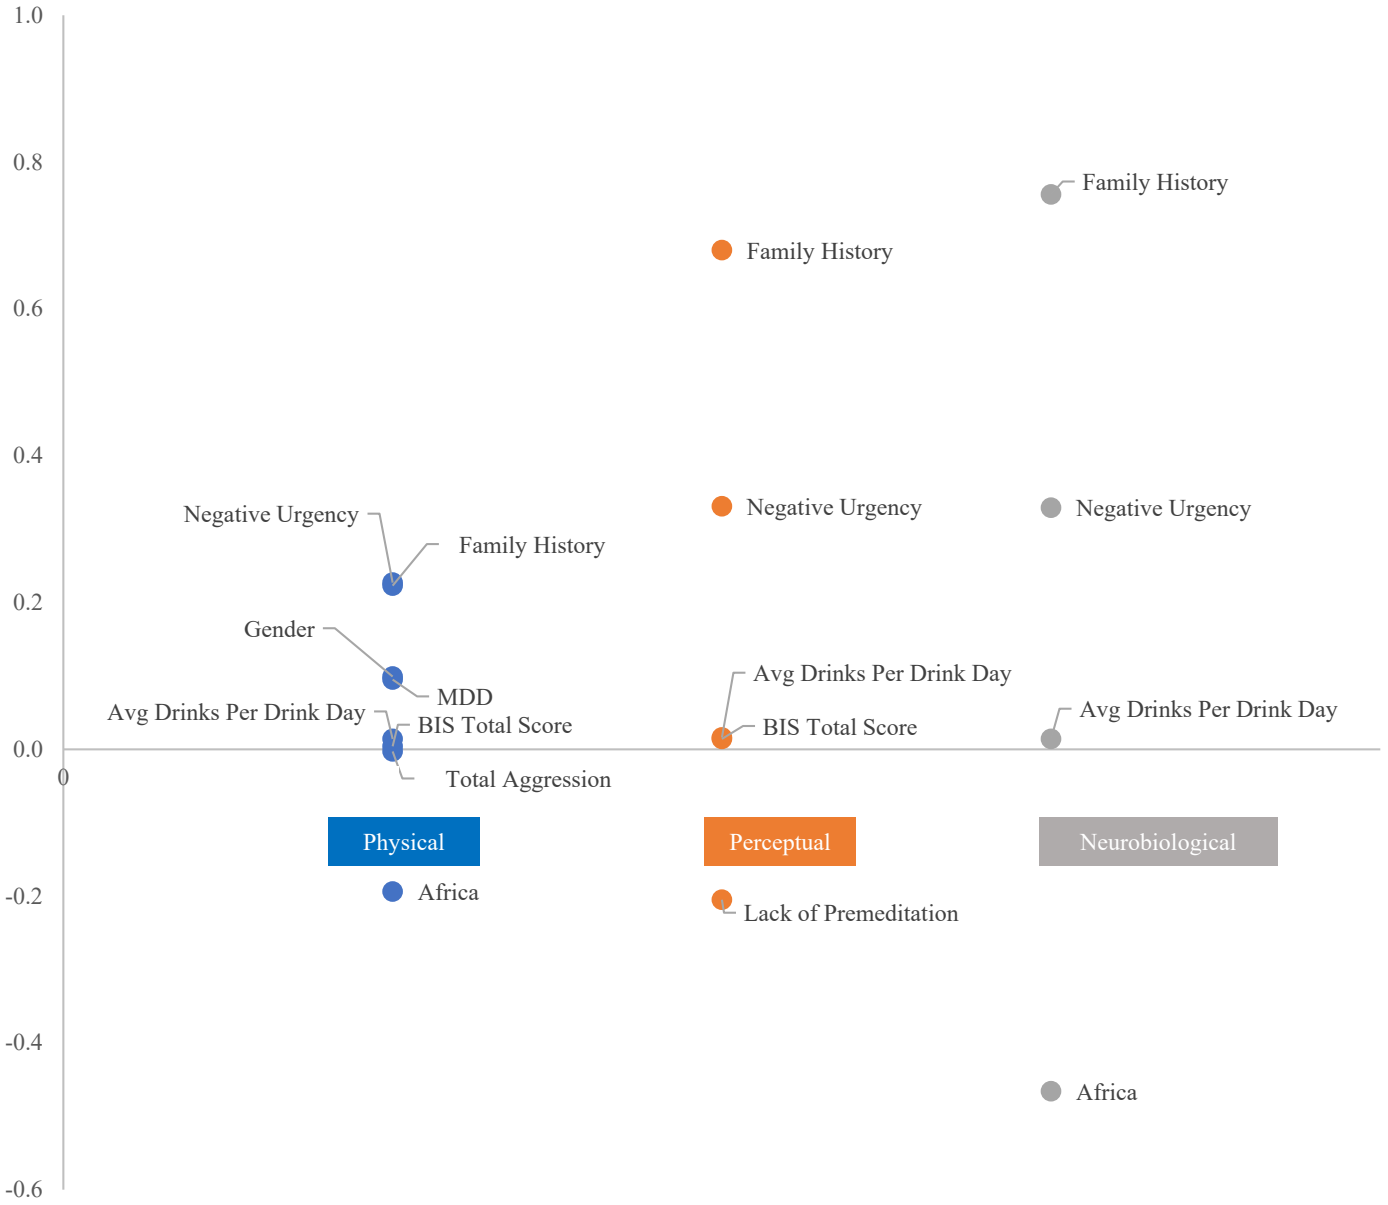 1.0
0.8
Family History
Family History
0.6
0.4
Negative Urgency
Negative Urgency
Negative Urgency
Family History
0.2
Gender
Avg Drinks Per Drink Day
MDD
Avg Drinks Per Drink Day
Avg Drinks Per Drink Day
BIS Total Score
BIS Total Score
0.0
0
Total Aggression
Physical
Perceptual
Neurobiological
-0.2
Africa
Lack of Premeditation
-0.4
Africa
-0.6